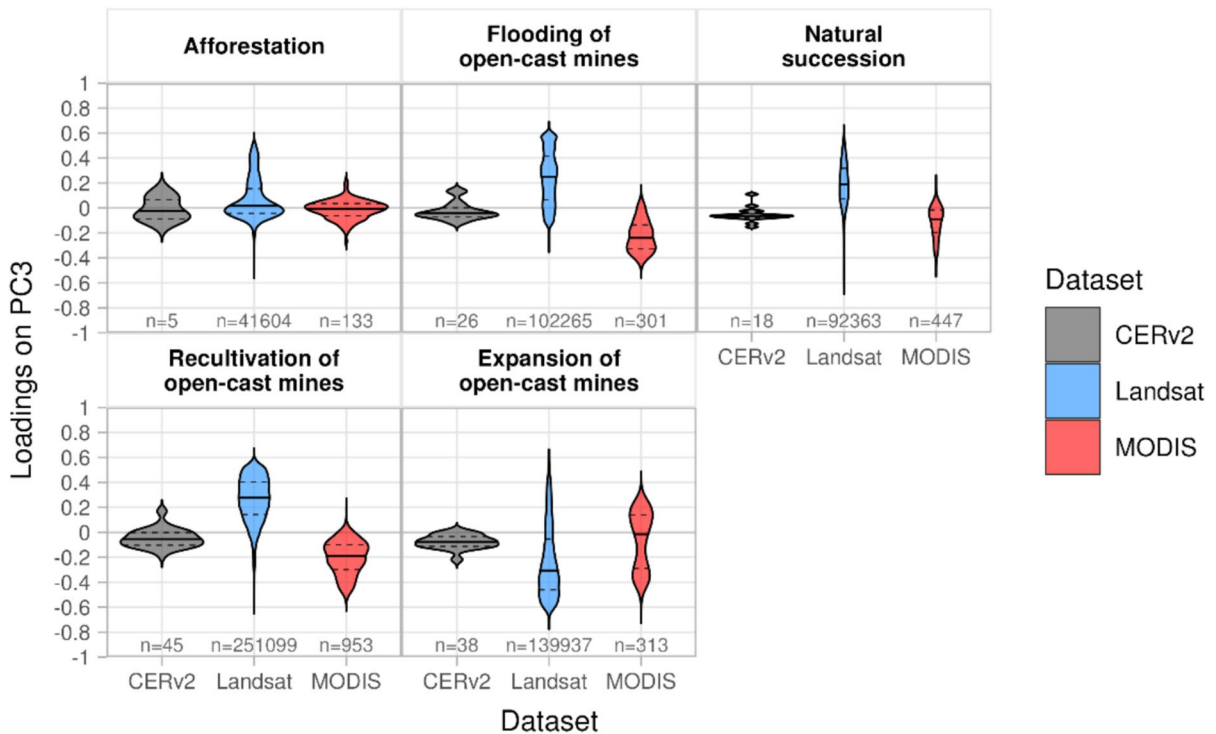 Afforestation
Flooding of
open-cast mines
Natural
succession
Loadings on PC3
1
0.8
0.6
0.4
0.2
0
-0.2
-0.4
-0.6
-0.8
-1
n=5 n=41604 n=133
n=26 n=102265 n=301
n=18 n=92363 n=447
CERv2 Landsat MODIS
Recultivation of
open-cast mines
Expansion of
open-cast mines
1
0.8
0.6
0.4
0.2
0
-0.2
-0.4
-0.6
-0.8
-1
n=45 n=251099 n=953
n=38 n=139937 n=313
CERv2 Landsat MODIS
CERv2 Landsat MODIS
Dataset
Dataset
CERv2
Landsat
MODIS